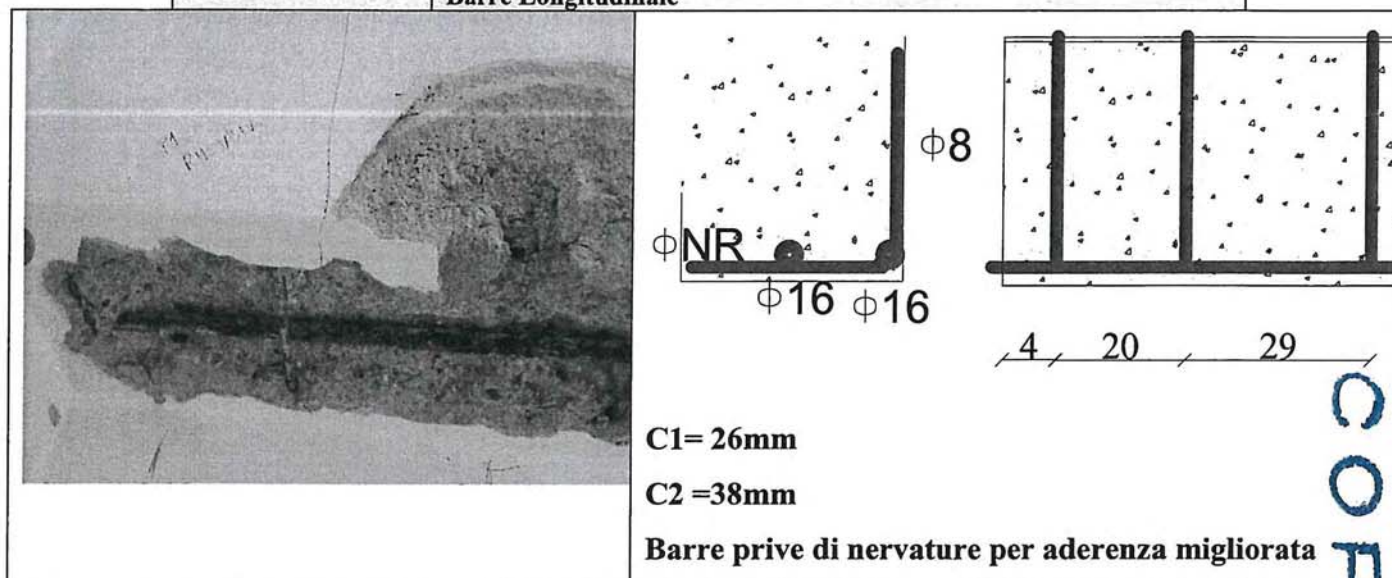 Barre Longitudinale
P1
ϕ8
ϕNR
ϕ16 ϕ16
4 20 29
C1= 26mm
C2 =38mm
Barre prive di nervature per aderenza migliorata
C O F